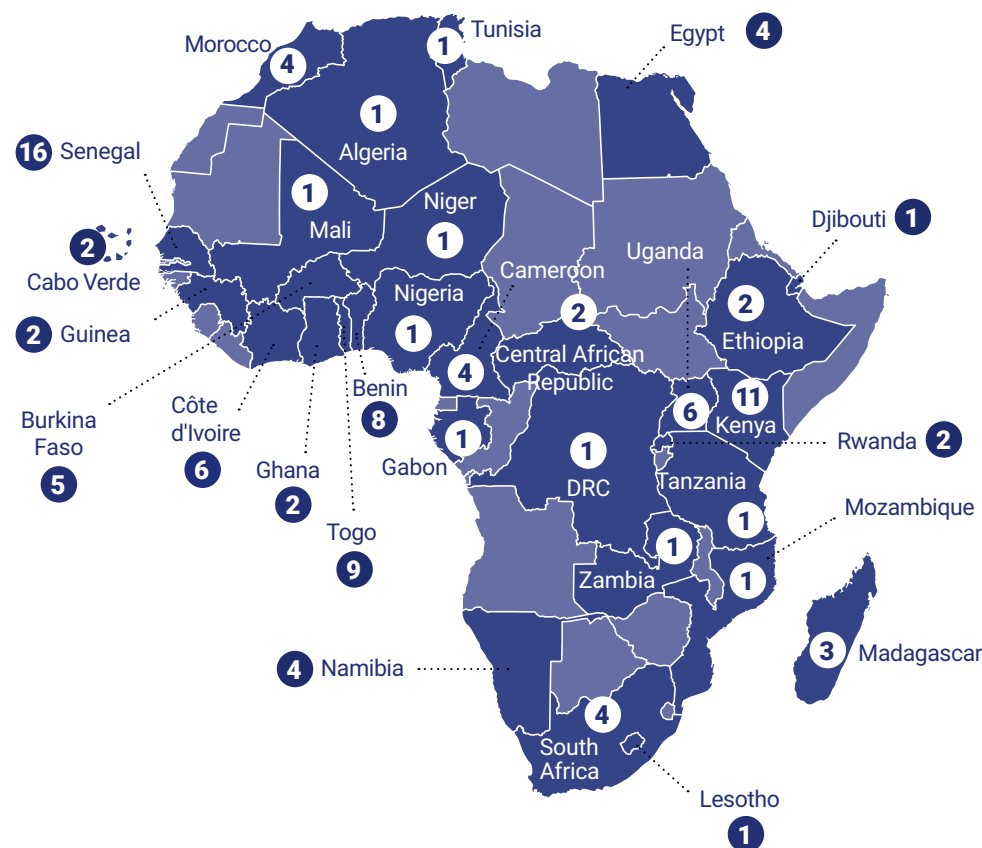 Tunisia
1
Egypt 4
Morocco
4
1
Algeria
16 Senegal
1
Mali
Niger
1
Djibouti 1
2
Cabo Verde
Uganda
Cameroon
Nigeria
1
2
2
Ethiopia
2 Guinea
Central African
Republic
4
Benin
8
11
Kenya
6
Burkina
Faso
5
Côte
d'Ivoire
6
1
Gabon
1
DRC
Rwanda 2
Ghana
2
Tanzania
1
Mozambique
Togo
9
1
Zambia
1
4 Namibia
3 Madagascar
4
South
Africa
Lesotho
1